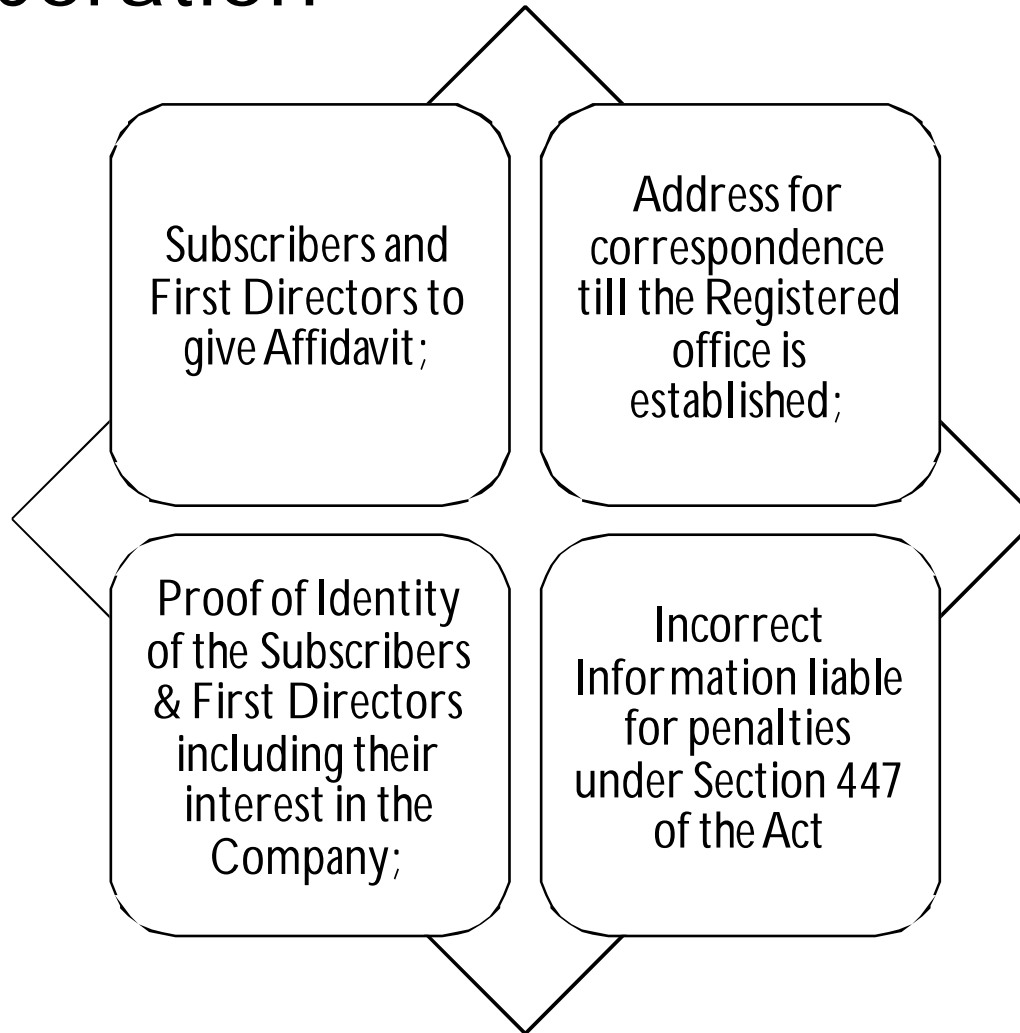 Subscribers and
First Directors to
give Affidavit;
Address for
correspondence
till the Registered
office is
established;
Proof of Identity
of the Subscribers
& First Directors
including their
interest in the
Company;
Incorrect
Information liable
for penalties
under Section 447
of the Act